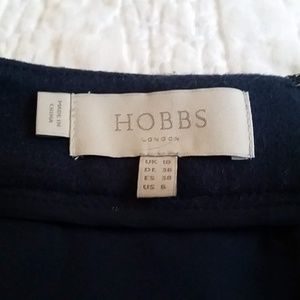 MADE IN
CHINA
HOBBS
LONDON
UK 10
DE 36
ES 38
US 6